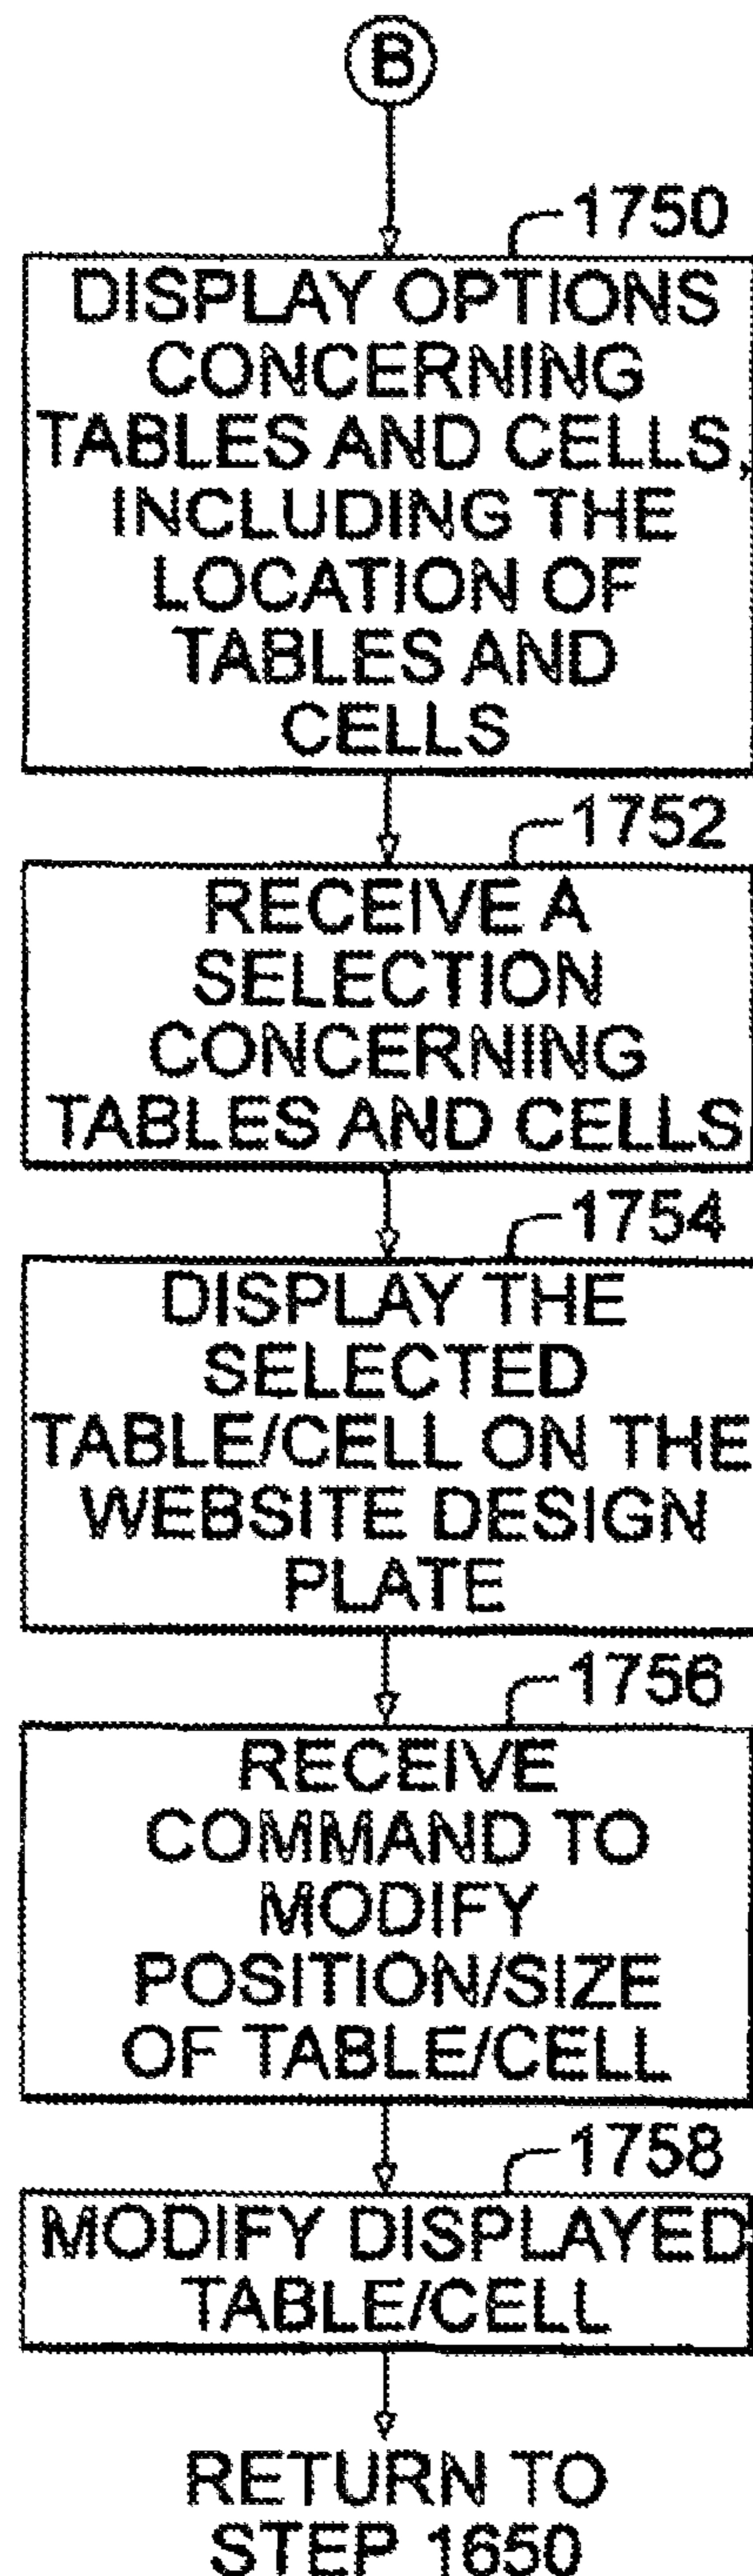 B
1750
DISPLAY OPTIONS
CONCERNING
TABLES AND CELLS,
INCLUDING THE
LOCATION OF
TABLES AND
CELLS
1752
RECEIVE A
SELECTION
CONCERNING
TABLES AND CELLS
1754
DISPLAY THE
SELECTED
TABLE/CELL ON THE
WEBSITE DESIGN
PLATE
1756
RECEIVE
COMMAND TO
MODIFY
POSITION/SIZE
OF TABLE/CELL
1758
MODIFY DISPLAYED
TABLE/CELL
RETURN TO
STEP 1650